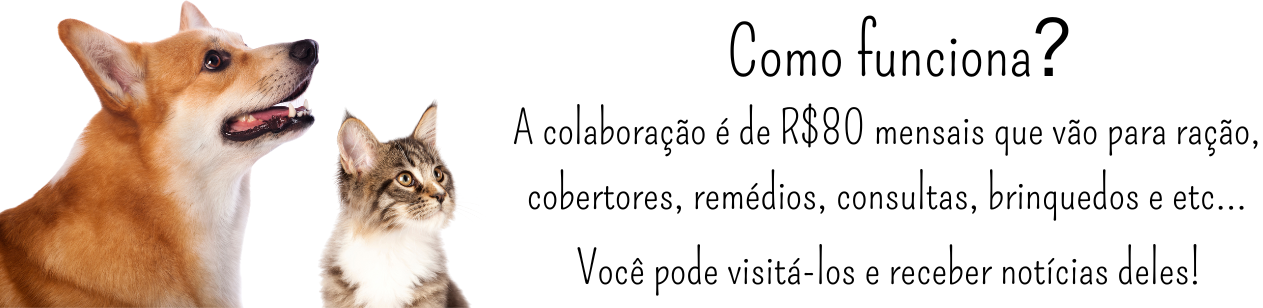 Como funciona?
A colaboração é de R$80 mensais que vão para ração,
cobertores, remédios, consultas, brinquedos e etc...
Você pode visitá-los e receber notícias deles!